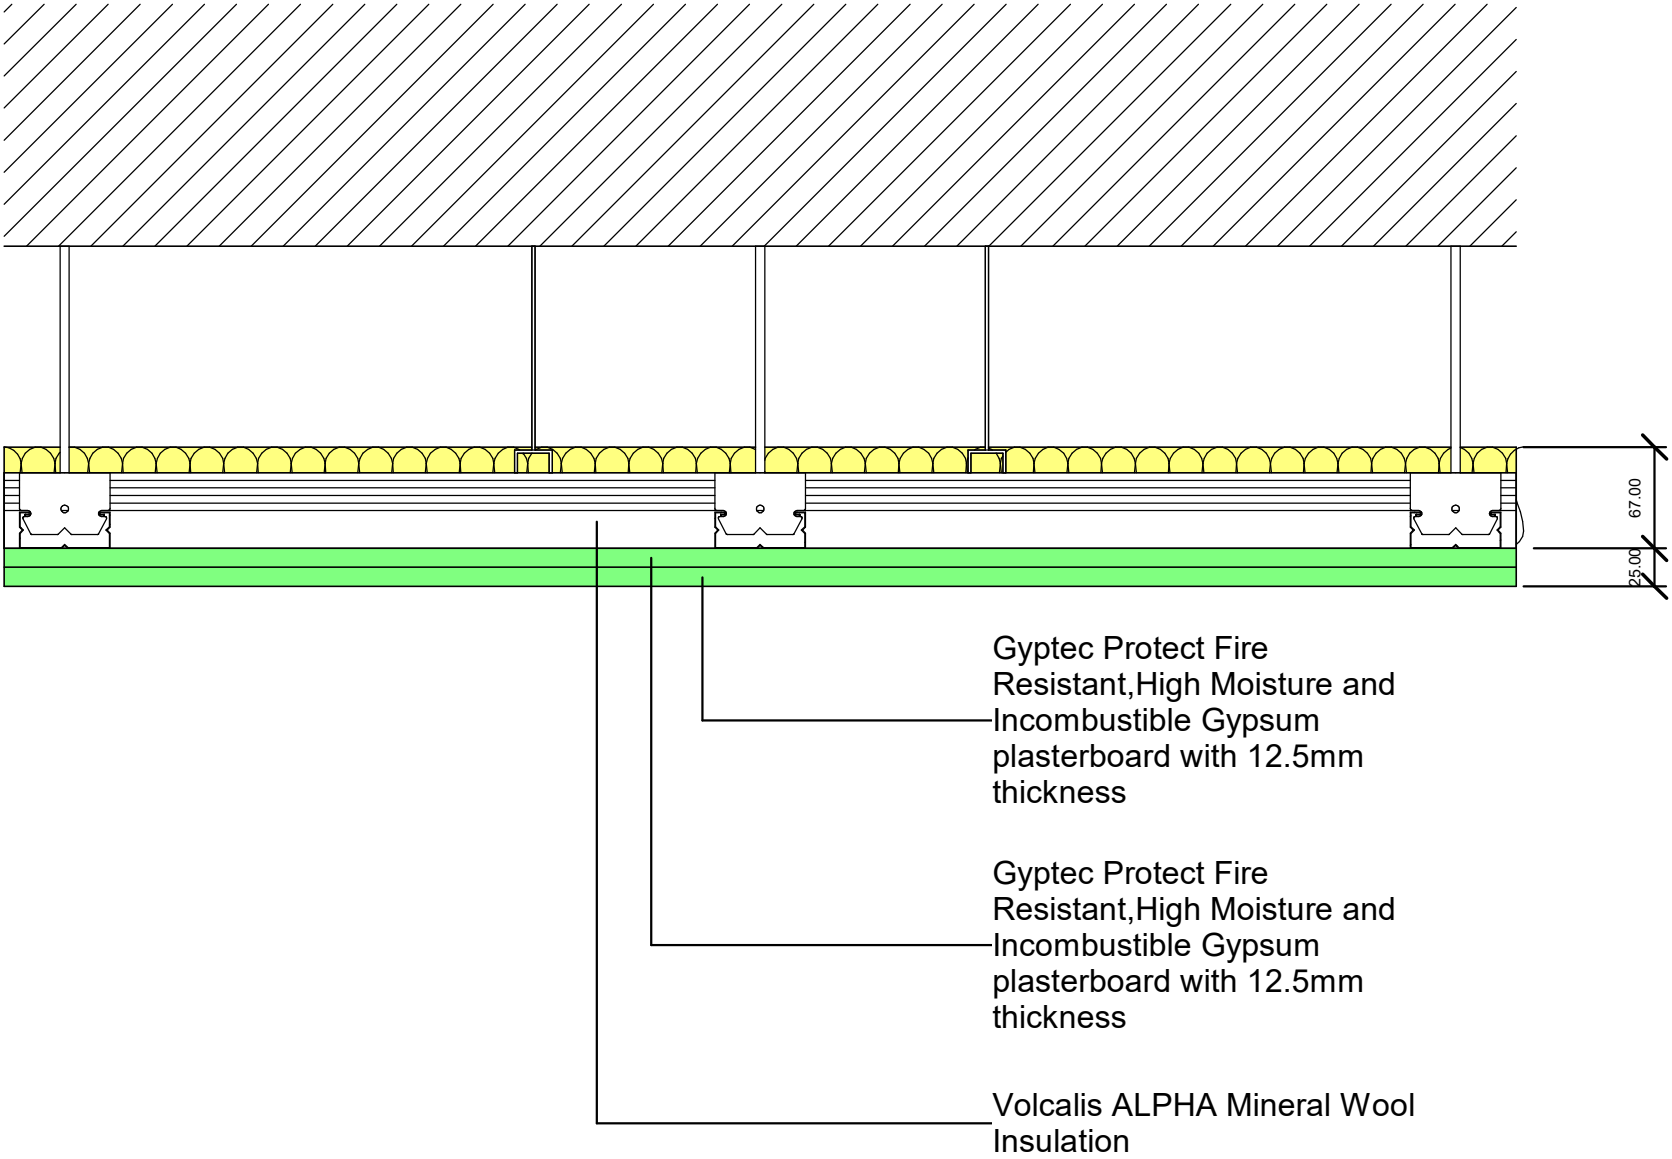 67.00
25.00
Gyptec Protect Fire
Resistant,High Moisture and
Incombustible Gypsum
plasterboard with 12.5mm
thickness
Gyptec Protect Fire
Resistant,High Moisture and
Incombustible Gypsum
plasterboard with 12.5mm
thickness
Volcalis ALPHA Mineral Wool
Insulation